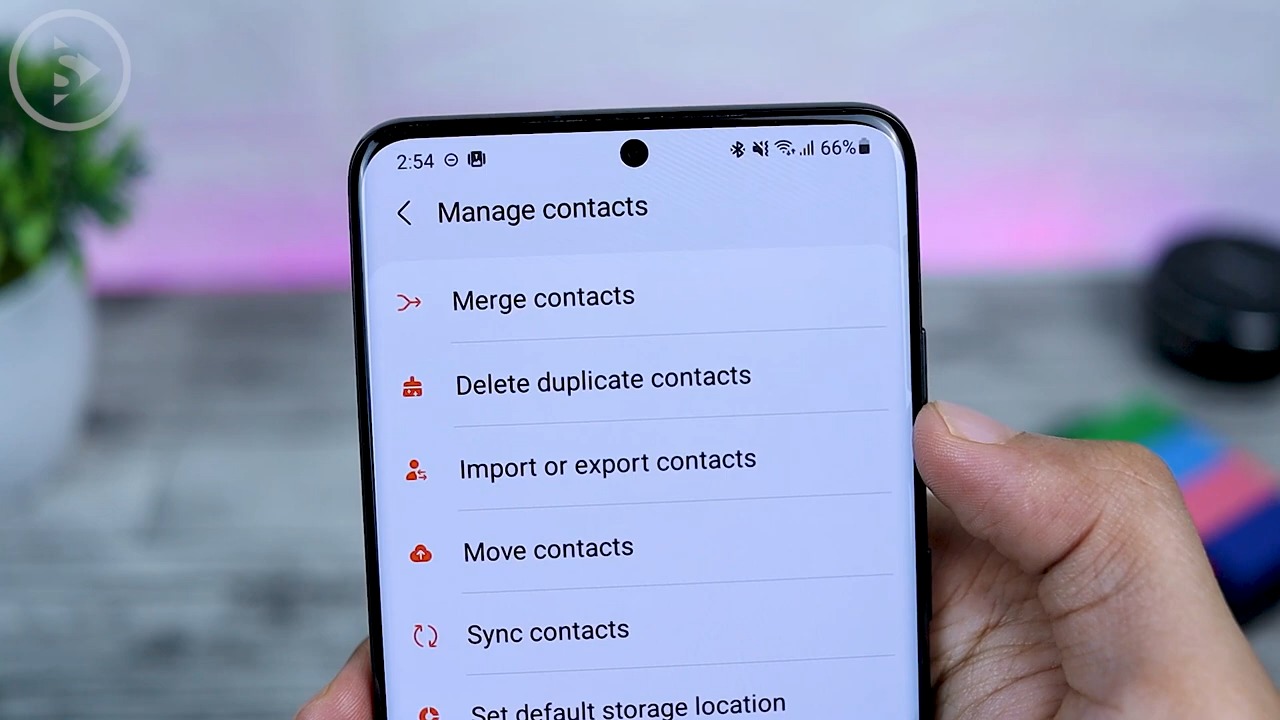 S
2:54 66%
Manage contacts
Merge contacts
Delete duplicate contacts
Import or export contacts
Move contacts
Sync contacts
Set default storage location